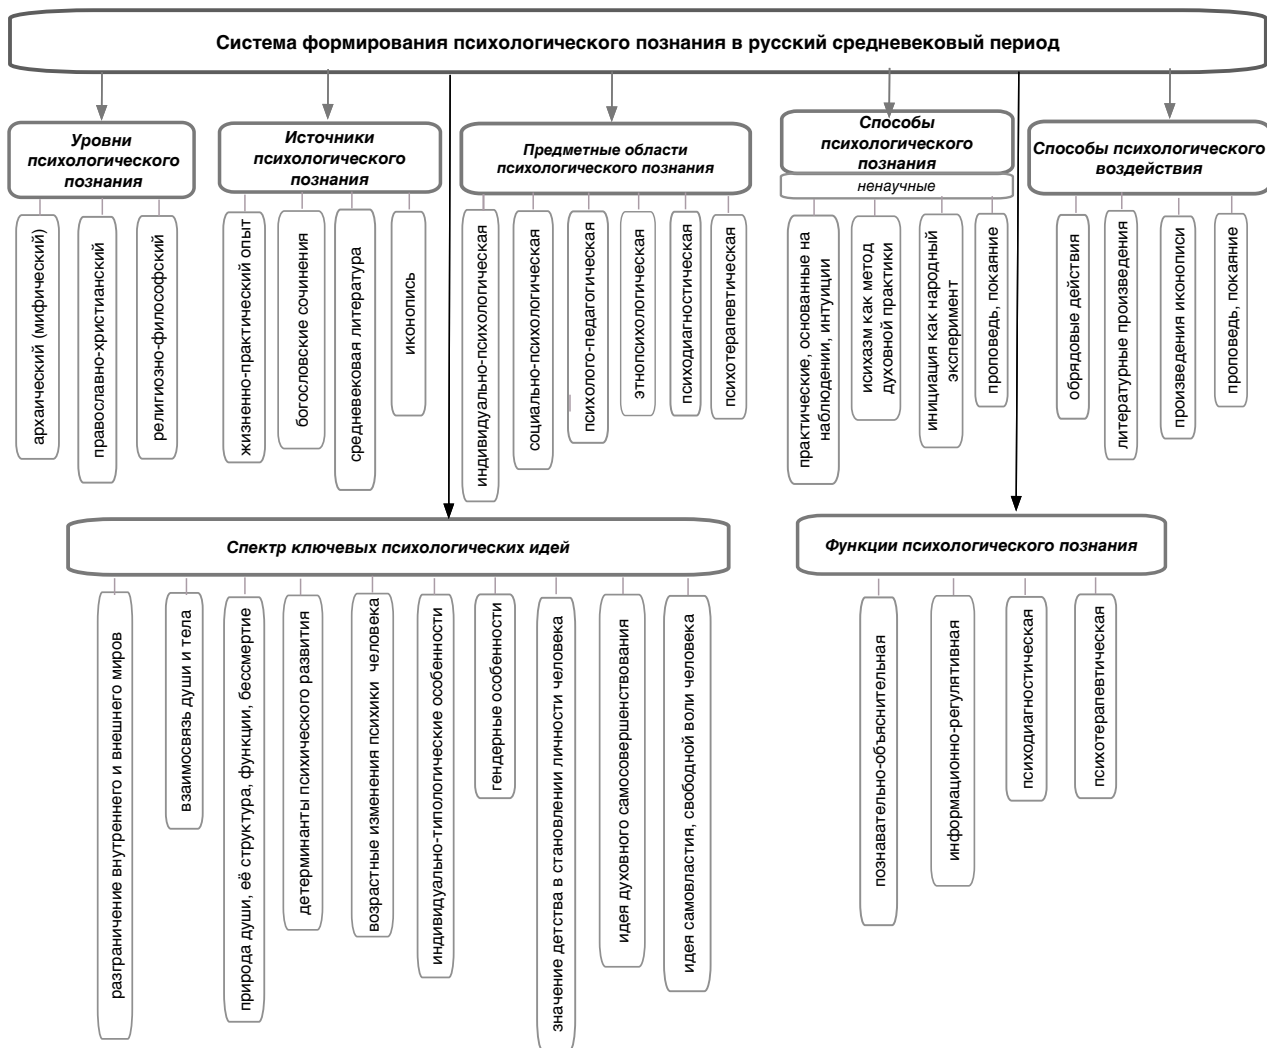 Система формирования психологического познания в русский средневековый период
Уровни
психологического
познания
архаический (мифический)
православно-христианский
религиозно-философский
Источники
психологического
познания
жизненно-практический опыт
богословские сочинения
средневековая литература
иконопись
Предметные области
психологического познания
индивидуально-психологическая
социально-психологическая
психолого-педагогическая
этнопсихологическая
психодиагностическая
психотерапевтическая
Способы
психологического
познания
ненаучные
практические, основанные на
наблюдении, интуиции
исихазм как метод
духовной практики
инициация как народный
эксперимент
проповедь, покаяние
Способы психологического
воздействия
обрядовые действия
литературные произведения
произведения иконописи
проповедь, покаяние
Спектр ключевых психологических идей
разграничение внутреннего и внешнего миров
взаимосвязь души и тела
природа души, её структура, функции, бессмертие
детерминанты психического развития
возрастные изменения психики человека
индивидуально-типологические особенности
гендерные особенности
значение детства в становлении личности человека
идея духовного самосовершенствования
идея самовластия, свободной воли человека
Функции психологического познания
познавательно-объяснительная
информационно-регулятивная
психодиагностическая
психотерапевтическая